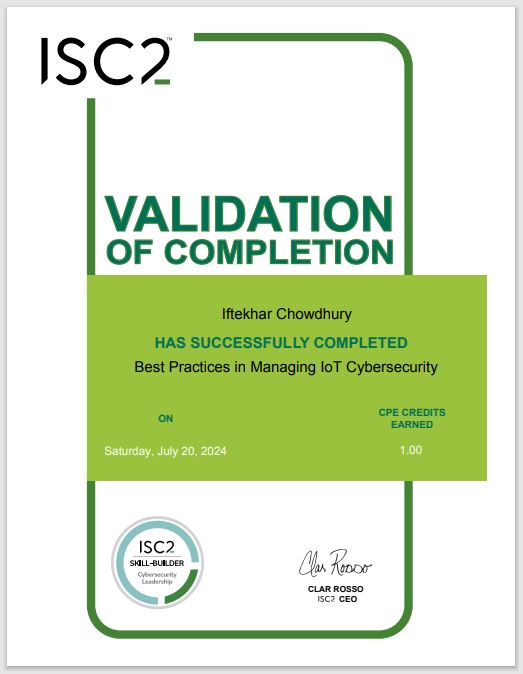 ISC2™
VALIDATION
OF COMPLETION
Iftekhar Chowdhury
HAS SUCCESSFULLY COMPLETED
Best Practices in Managing IoT Cybersecurity
ON
Saturday, July 20, 2024
CPE CREDITS
EARNED
1.00
ISC2
SKILL-BUILDER
Cybersecurity
Leadership
Clar Rosso
CLAR ROSSO
ISC2 CEO